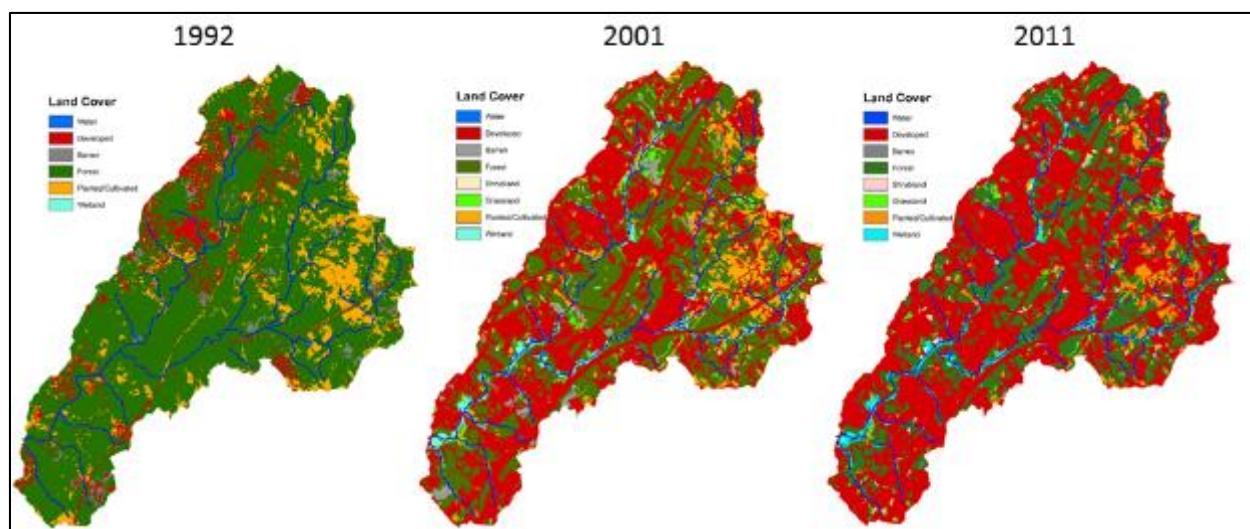 1992
2001
2011
Land Cover
Water
Developed
Barren
Forest
Planted/Cultivated
Wetland
Land Cover
Water
Developed
Barren
Forest
Shrubland
Grassland
Planted/Cultivated
Wetland
Land Cover
Water
Developed
Barren
Forest
Shrubland
Grassland
Planted/Cultivated
Wetland